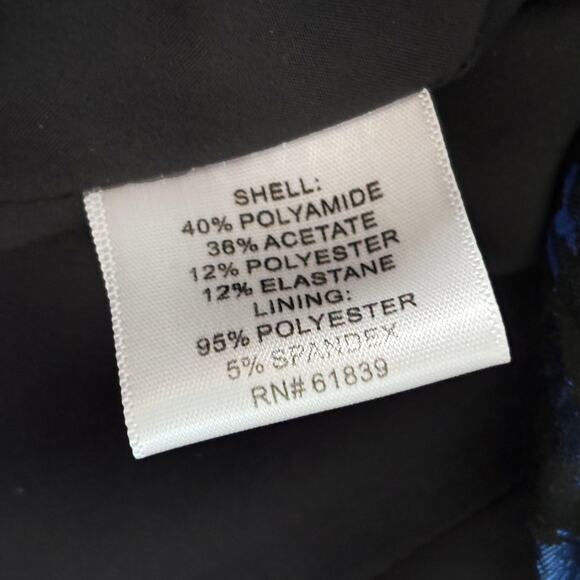 SHELL:
40% POLYAMIDE
36% ACETATE
12% POLYESTER
12% ELASTANE
LINING:
95% POLYESTER
5% SPANDEX
RN# 61839